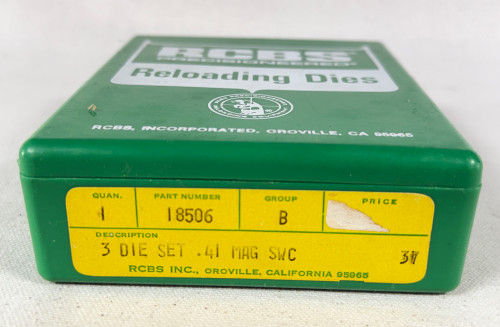 RCBS
PRECISIONEERED
Reloading Dies
RCBS, INCORPORATED, OROVILLE, CA 95965
QUAN. PART NUMBER GROUP PRICE
1 18506 B
DECCRIPTION
3 DIE SET .41 MAG SWC
RCBS INC., OROVILLE, CALIFORNIA 95965